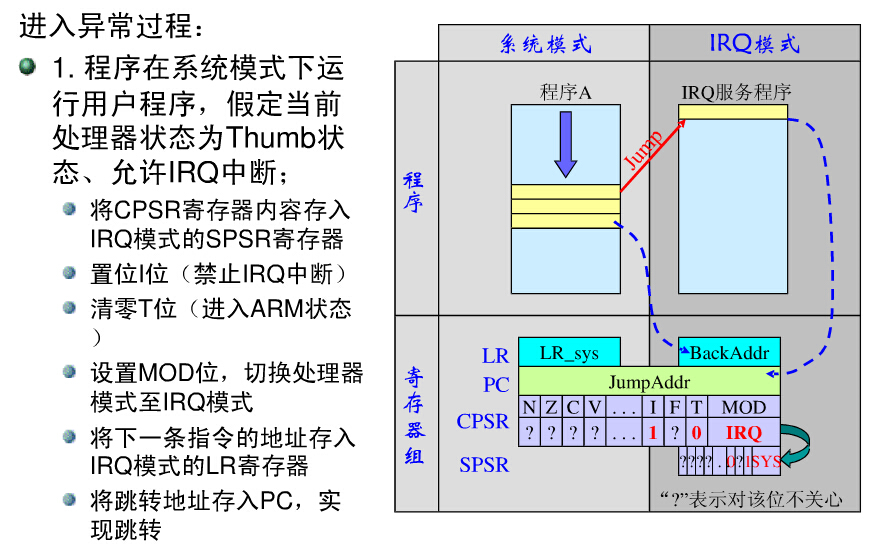 进入异常过程：
1. 程序在系统模式下运
行用户程序，假定当前
处理器状态为Thumb状
态、允许IRQ中断；
将CPSR寄存器内容存入
IRQ模式的SPSR寄存器
置位I位（禁止IRQ中断）
清零T位（进入ARM状态
）
设置MOD位，切换处理器
模式至IRQ模式
将下一条指令的地址存入
IRQ模式的LR寄存器
将跳转地址存入PC，实
现跳转
系统模式 IRQ模式
程序
程序A IRQ服务程序
Jump
寄存器组
LR LR_sys BackAddr
PC JumpAddr
CPSR N Z C V ... I F T MOD
? ? ? ? ... 1 ? 0 IRQ
SPSR ???? . 0?1SYS
“?”表示对该位不关心